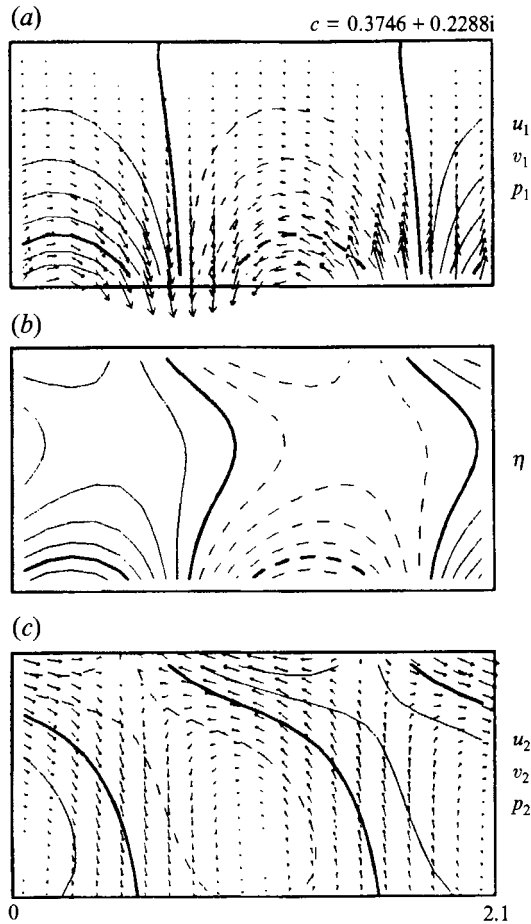 (a)
c = 0.3746 + 0.2288i
u₁
v₁
p₁
(b)
η
(c)
u₂
v₂
p₂
0
2.1